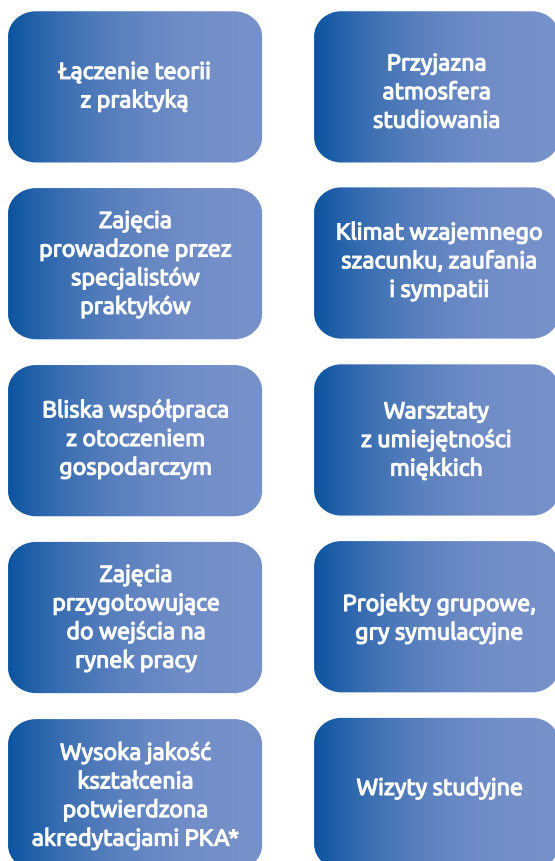 Łączenie teorii
z praktyką
Przyjazna
atmosfera
studiowania
Zajęcia
prowadzone przez
specjalistów
praktyków
Klimat wzajemnego
szacunku, zaufania
i sympatii
Bliska współpraca
z otoczeniem
gospodarczym
Warsztaty
z umiejętności
miękkich
Zajęcia
przygotowujące
do wejścia na
rynek pracy
Projekty grupowe,
gry symulacyjne
Wysoka jakość
kształcenia
potwierdzona
akredytacjami PKA*
Wizyty studyjne